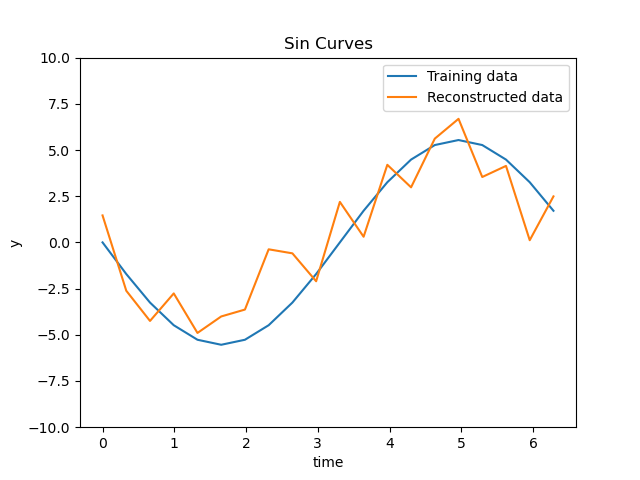 Sin Curves
Training data
Reconstructed data
10.0
7.5
5.0
2.5
0.0
−2.5
−5.0
−7.5
−10.0
y
0 1 2 3 4 5 6
time